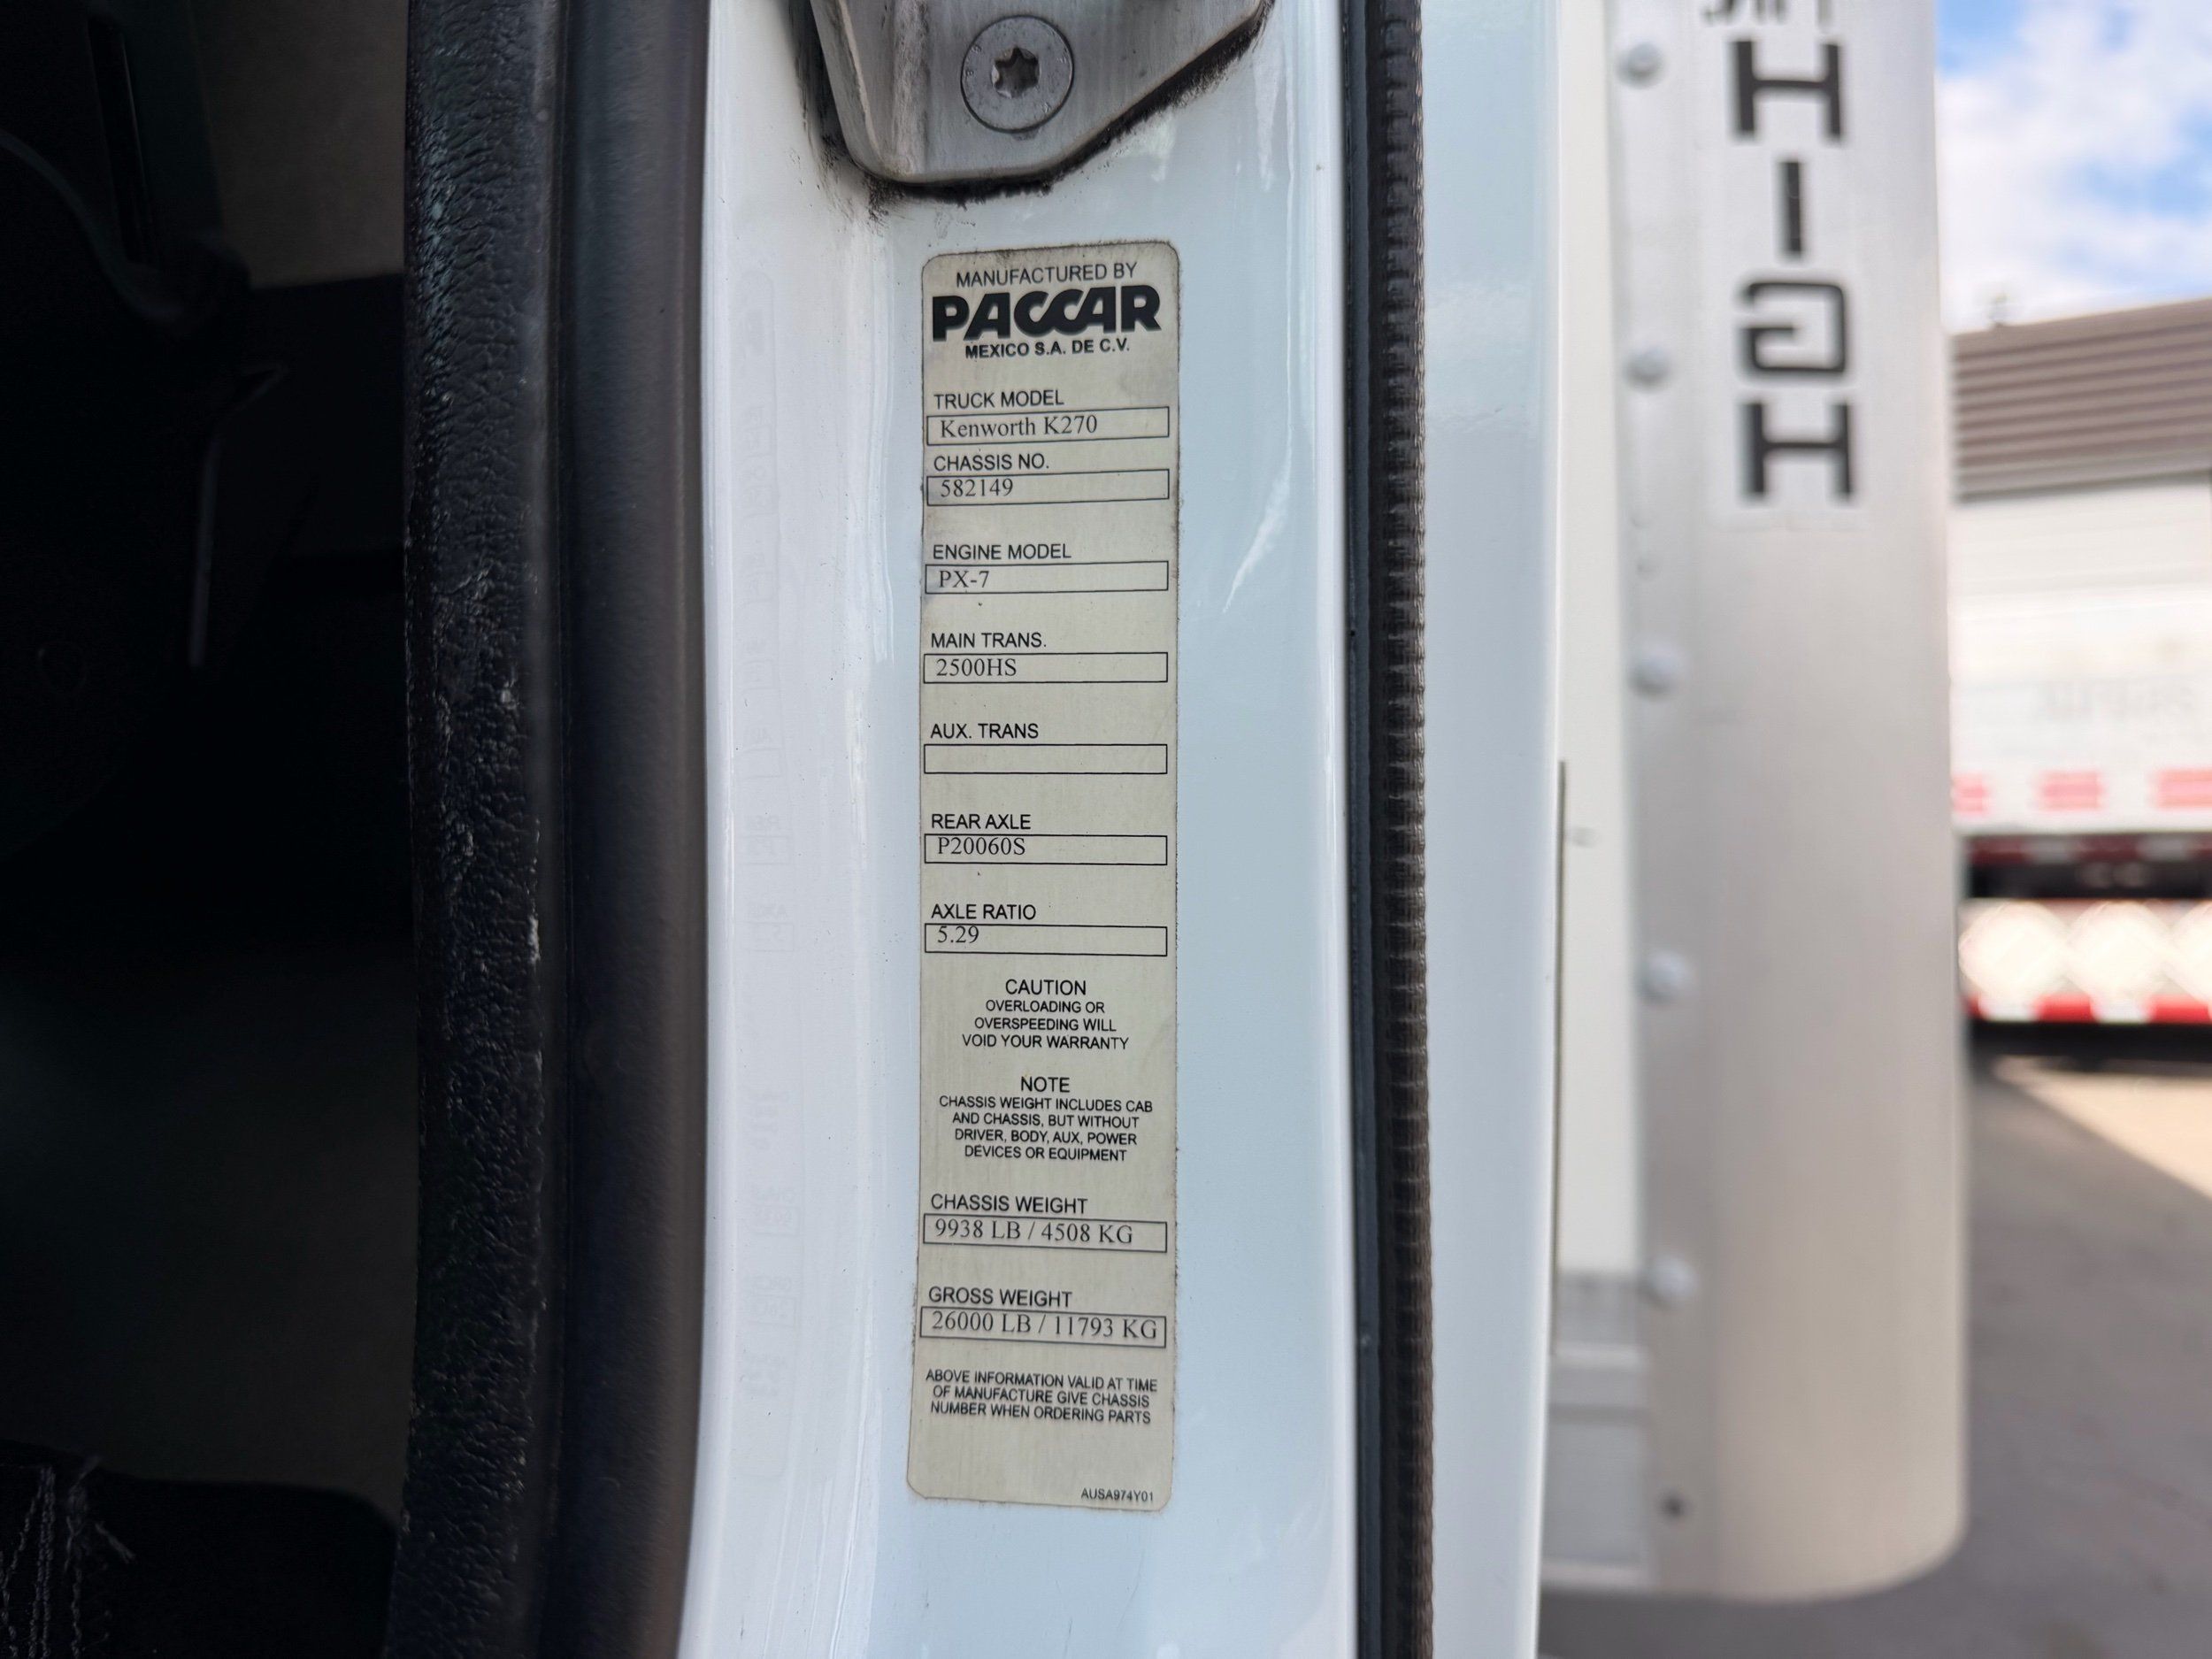 MANUFACTURED BY
PACCAR
MEXICO S.A. DE C.V.
TRUCK MODEL
Kenworth K270
CHASSIS NO.
582149
ENGINE MODEL
PX-7
MAIN TRANS.
2500HS
AUX. TRANS
REAR AXLE
P20060S
AXLE RATIO
5.29
CAUTION
OVERLOADING OR
OVERSPEEDING WILL
VOID YOUR WARRANTY
NOTE
CHASSIS WEIGHT INCLUDES CAB
AND CHASSIS, BUT WITHOUT
DRIVER, BODY, AUX, POWER
DEVICES OR EQUIPMENT
CHASSIS WEIGHT
9938 LB / 4508 KG
GROSS WEIGHT
26000 LB / 11793 KG
ABOVE INFORMATION VALID AT TIME
OF MANUFACTURE GIVE CHASSIS
NUMBER WHEN ORDERING PARTS
AUSA974Y01
HIGH